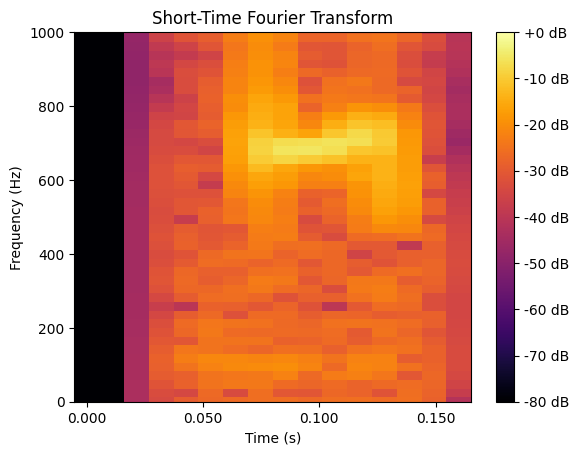 Short-Time Fourier Transform
1000
800
600
400
200
0
Frequency (Hz)
0.000
0.050
0.100
0.150
Time (s)
+0 dB
-10 dB
-20 dB
-30 dB
-40 dB
-50 dB
-60 dB
-70 dB
-80 dB